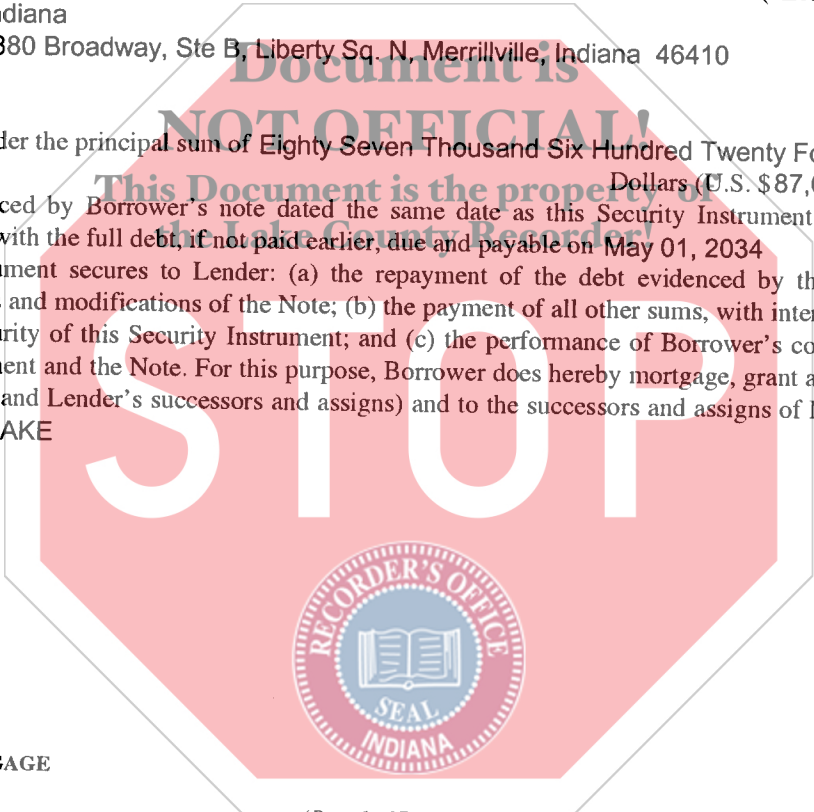 ndiana
380 Broadway, Ste B, Liberty Sq. N, Merrillville, Indiana 46410
Document is
NOT OFFICIAL!
der the principal sum of Eighty Seven Thousand Six Hundred Twenty Fo
This Document is the property of
Dollars (U.S. $87,
ced by Borrower's note dated the same date as this Security Instrument
the Lake County Recorder!
with the full debt, if not paid earlier, due and payable on May 01, 2034
ment secures to Lender: (a) the repayment of the debt evidenced by th
and modifications of the Note; (b) the payment of all other sums, with inter
rity of this Security Instrument; and (c) the performance of Borrower's co
ent and the Note. For this purpose, Borrower does hereby mortgage, grant a
and Lender's successors and assigns) and to the successors and assigns of
AKE
STOP
RECORDER'S OFFICE
SEAL
INDIANA
GAGE